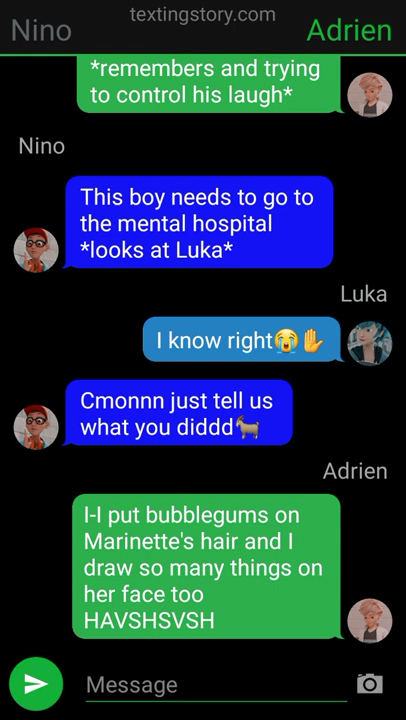 textingstory.com
Nino
Adrien
*remembers and trying
to control his laugh*
Nino
This boy needs to go to
the mental hospital
*looks at Luka*
Luka
I know right😭✋
Cmonnn just tell us
what you diddd🐐
Adrien
I-I put bubblegums on
Marinette's hair and I
draw so many things on
her face too
HAVSHSVSH
Message